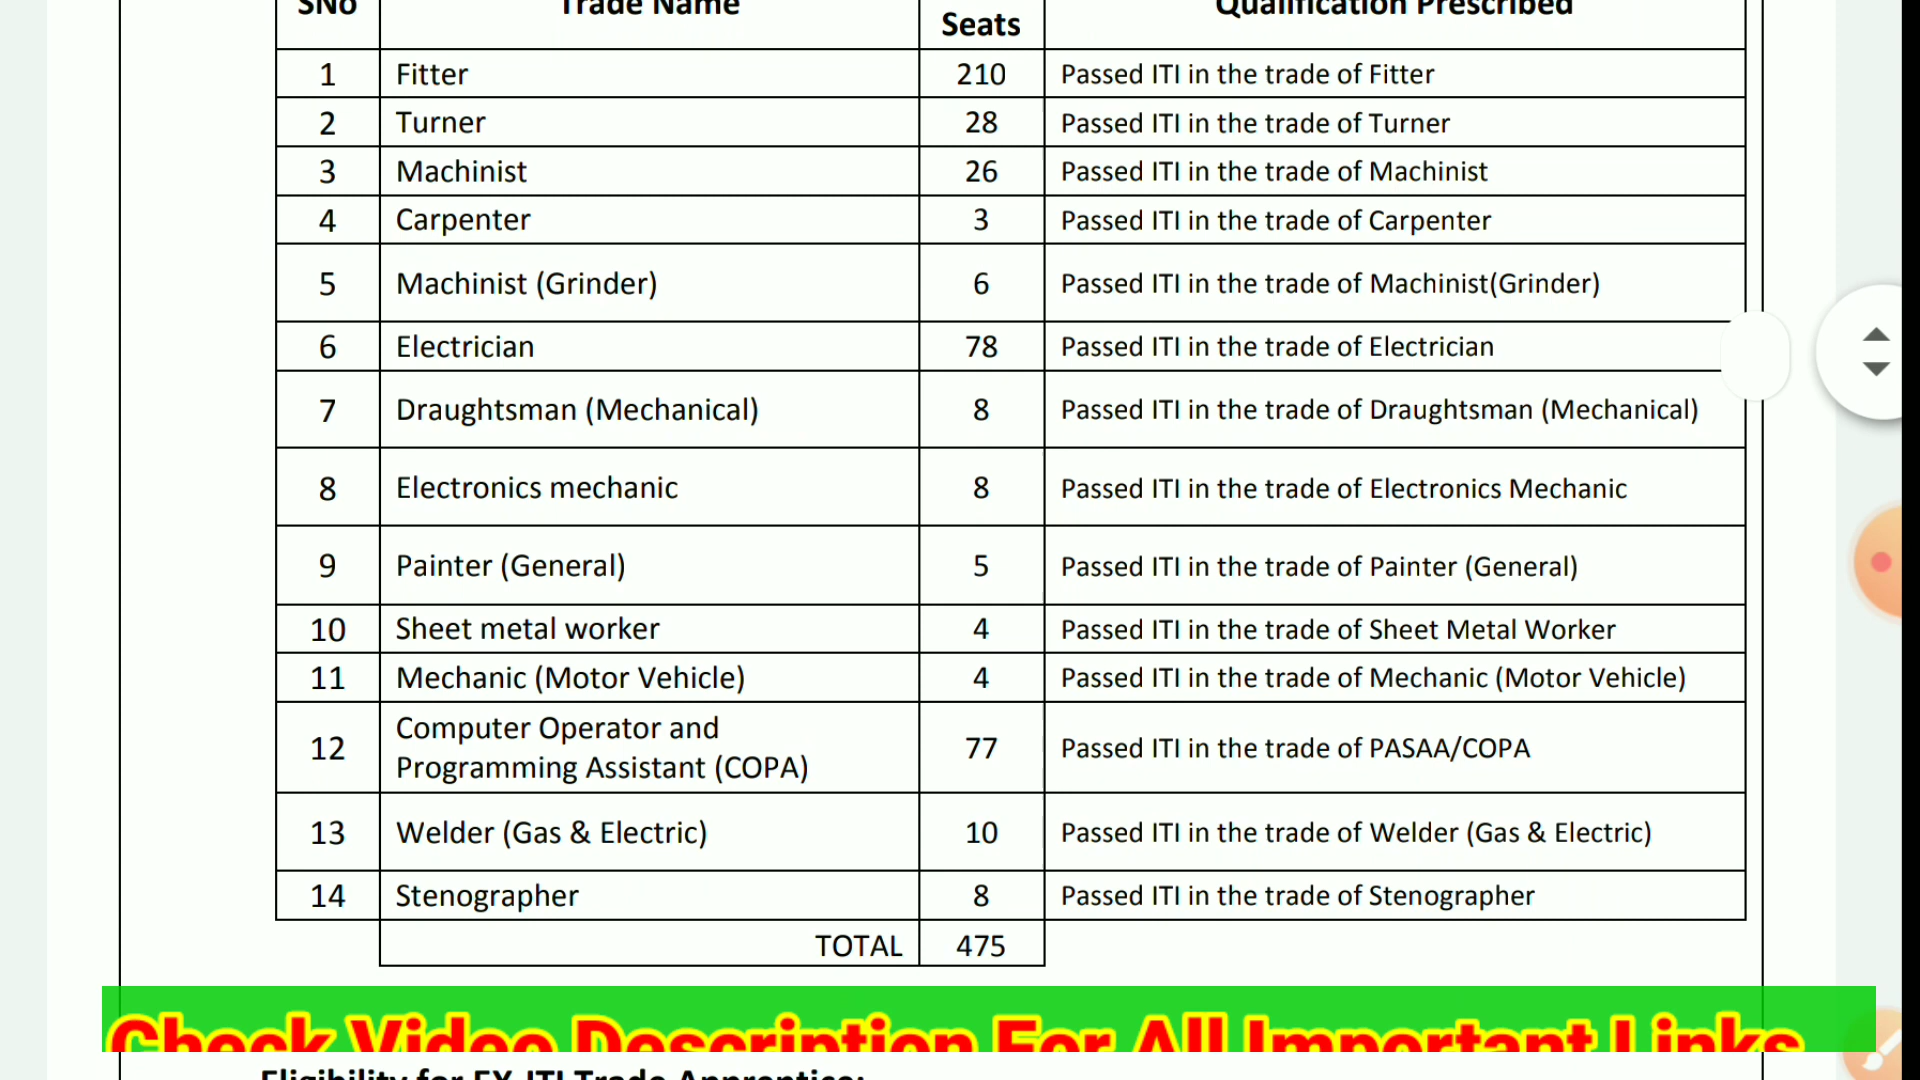 SNo Trade Name Seats Qualification Prescribed
1 Fitter 210 Passed ITI in the trade of Fitter
2 Turner 28 Passed ITI in the trade of Turner
3 Machinist 26 Passed ITI in the trade of Machinist
4 Carpenter 3 Passed ITI in the trade of Carpenter
5 Machinist (Grinder) 6 Passed ITI in the trade of Machinist(Grinder)
6 Electrician 78 Passed ITI in the trade of Electrician
7 Draughtsman (Mechanical) 8 Passed ITI in the trade of Draughtsman (Mechanical)
8 Electronics mechanic 8 Passed ITI in the trade of Electronics Mechanic
9 Painter (General) 5 Passed ITI in the trade of Painter (General)
10 Sheet metal worker 4 Passed ITI in the trade of Sheet Metal Worker
11 Mechanic (Motor Vehicle) 4 Passed ITI in the trade of Mechanic (Motor Vehicle)
12 Computer Operator and
Programming Assistant (COPA) 77 Passed ITI in the trade of PASAA/COPA
13 Welder (Gas & Electric) 10 Passed ITI in the trade of Welder (Gas & Electric)
14 Stenographer 8 Passed ITI in the trade of Stenographer
TOTAL 475
Check Video Description For All Important Links
Eligibility for EX-ITI Trade Apprentice: